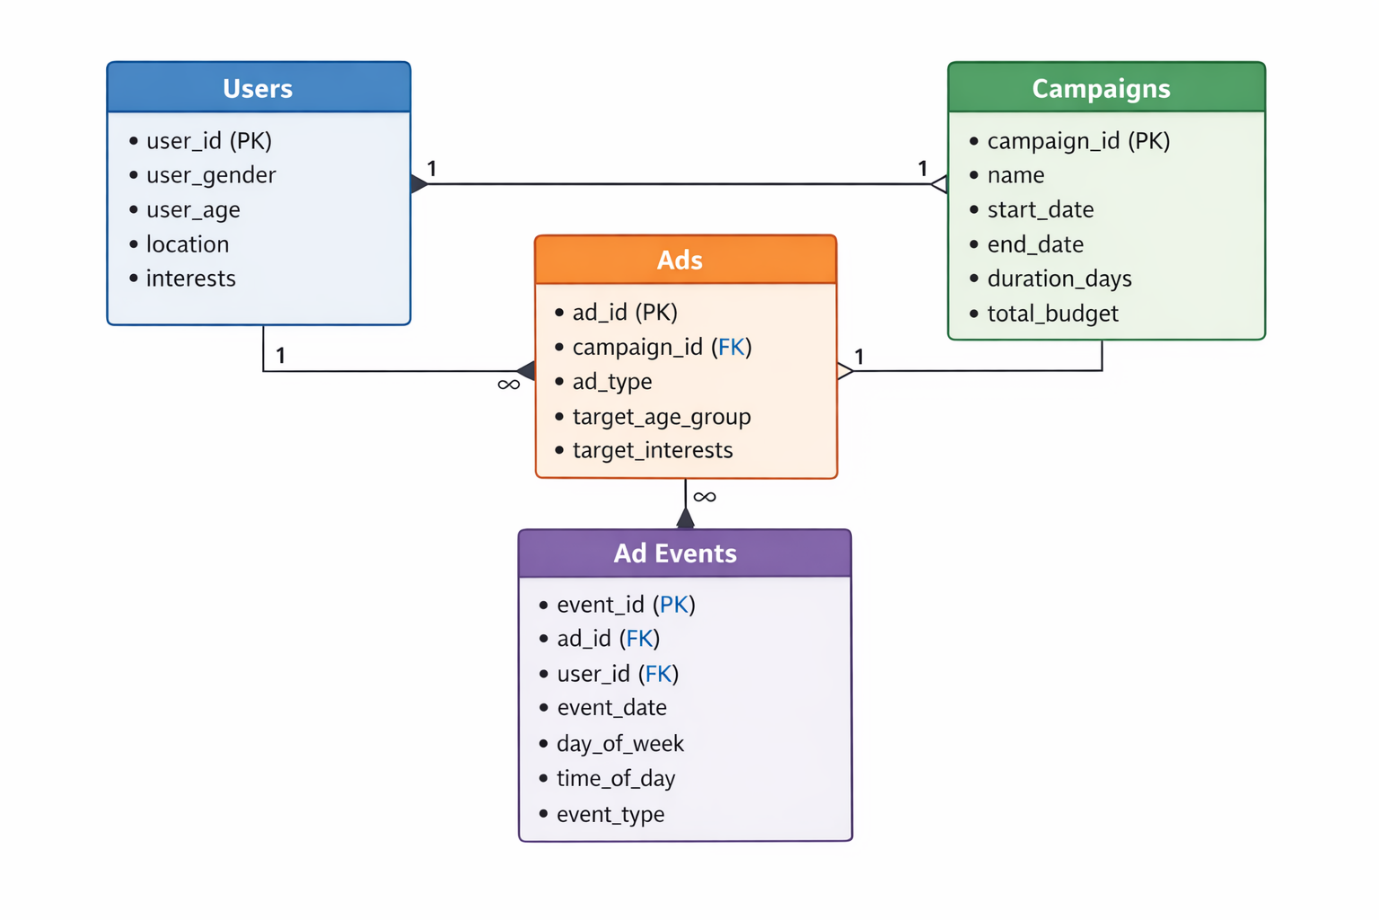 Users
• user_id (PK)
• user_gender
• user_age
• location
• interests
1
1
Campaigns
• campaign_id (PK)
• name
• start_date
• end_date
• duration_days
• total_budget
1
∞
Ads
• ad_id (PK)
• campaign_id (FK)
• ad_type
• target_age_group
• target_interests
1
∞
Ad Events
• event_id (PK)
• ad_id (FK)
• user_id (FK)
• event_date
• day_of_week
• time_of_day
• event_type